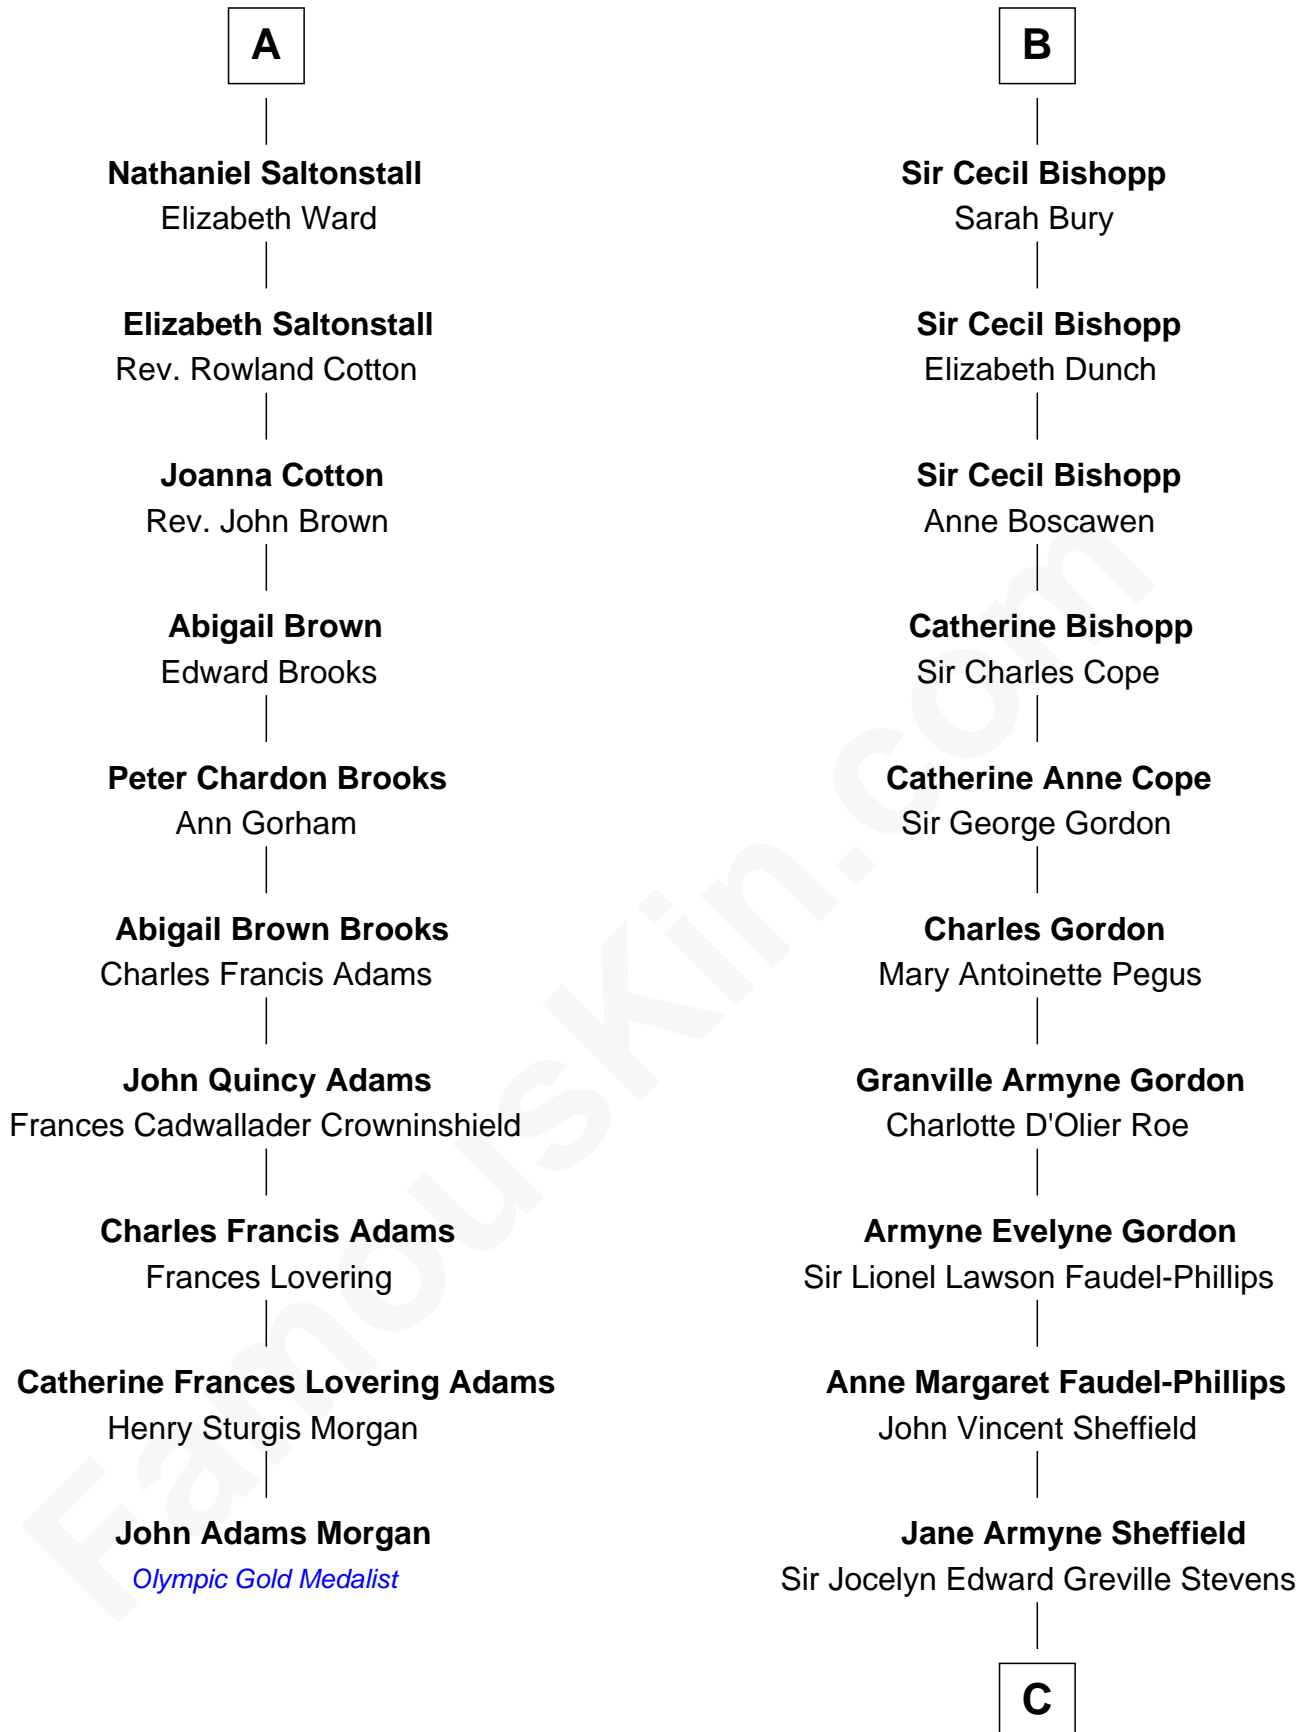 A
Nathaniel Saltonstall
Elizabeth Ward
Elizabeth Saltonstall
Rev. Rowland Cotton
Joanna Cotton
Rev. John Brown
Abigail Brown
Edward Brooks
Peter Chardon Brooks
Ann Gorham
Abigail Brown Brooks
Charles Francis Adams
John Quincy Adams
Frances Cadwallader Crowninshield
Charles Francis Adams
Frances Lovering
Catherine Frances Lovering Adams
Henry Sturgis Morgan
John Adams Morgan
Olympic Gold Medalist
B
Sir Cecil Bishopp
Sarah Bury
Sir Cecil Bishopp
Elizabeth Dunch
Sir Cecil Bishopp
Anne Boscawen
Catherine Bishopp
Sir Charles Cope
Catherine Anne Cope
Sir George Gordon
Charles Gordon
Mary Antoinette Pegus
Granville Armyne Gordon
Charlotte D'Olier Roe
Armyne Evelyne Gordon
Sir Lionel Lawson Faudel-Phillips
Anne Margaret Faudel-Phillips
John Vincent Sheffield
Jane Armyne Sheffield
Sir Jocelyn Edward Greville Stevens
C
FamousKin.com